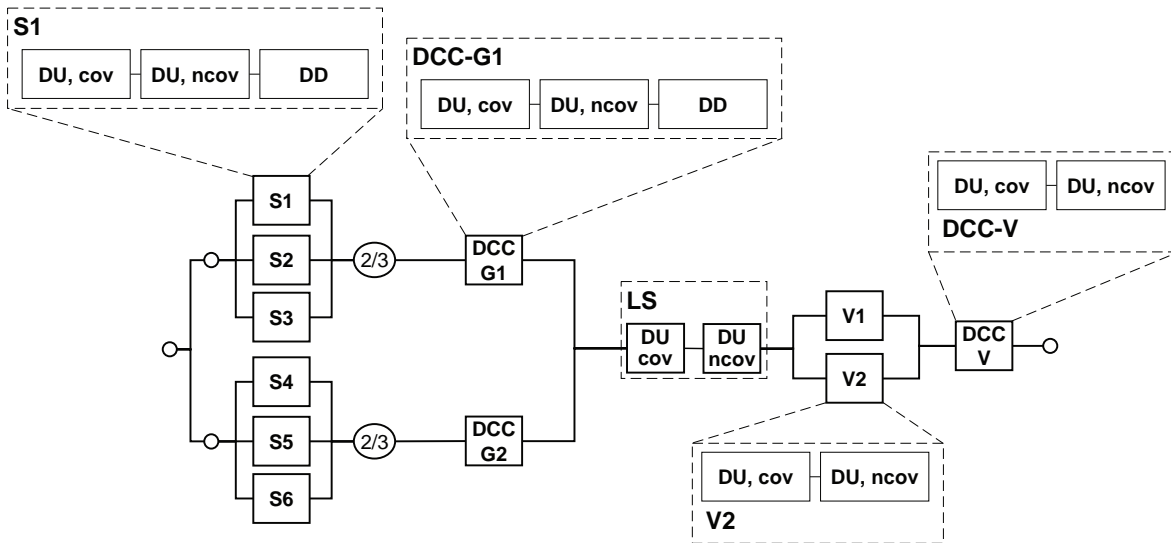 S1
DU, cov
DU, ncov
DD
DCC-G1
DU, cov
DU, ncov
DD
DU, cov
DU, ncov
DCC-V
S1
S2
S3
2/3
DCC
G1
LS
DU
cov
DU
ncov
V1
V2
DCC
V
S4
S5
S6
2/3
DCC
G2
DU, cov
DU, ncov
V2